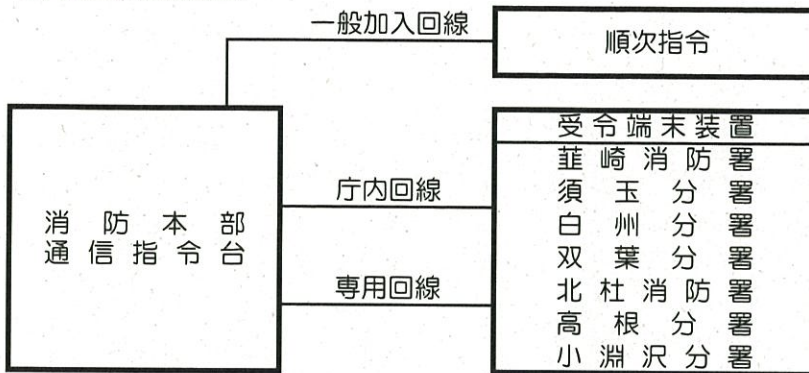 一般加入回線
順次指令
消防本部
通信指令台
庁内回線
専用回線
受令端末装置
韮崎消防署
須玉分署
白州分署
双葉分署
北杜消防署
高根分署
小淵沢分署